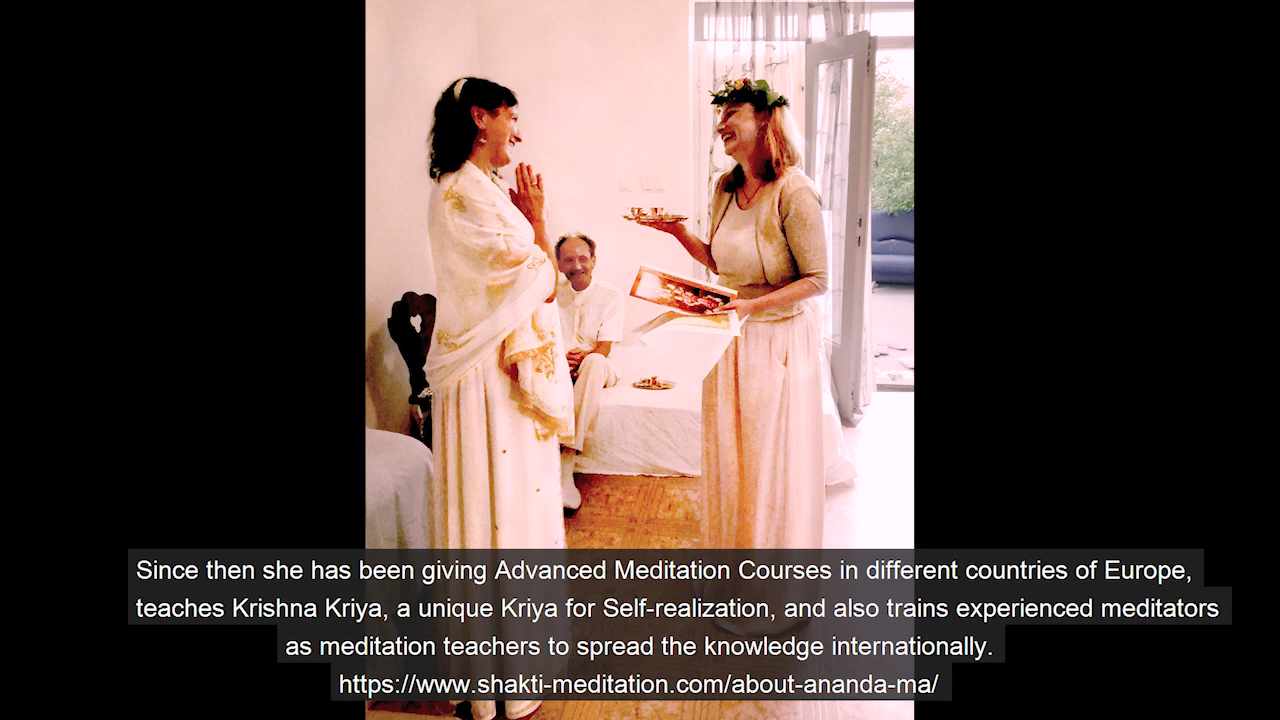 Since then she has been giving Advanced Meditation Courses in different countries of Europe,
teaches Krishna Kriya, a unique Kriya for Self-realization, and also trains experienced meditators
as meditation teachers to spread the knowledge internationally.
https://www.shakti-meditation.com/about-ananda-ma/